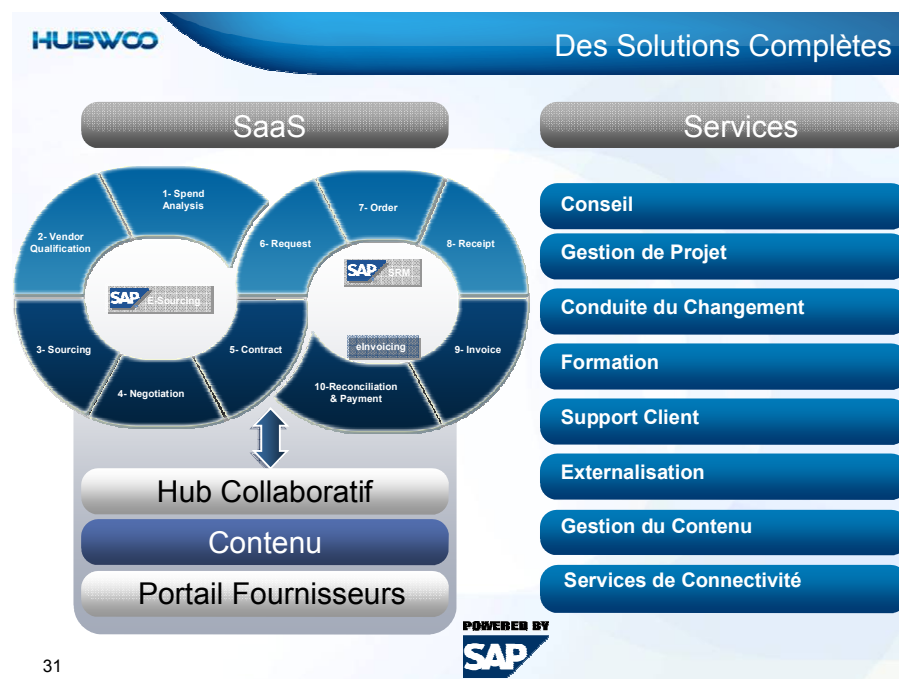 HUBWOO
Des Solutions Complètes
SaaS
Services
1- Spend
Analysis
2- Vendor
Qualification
3- Sourcing
4- Negotiation
5- Contract
6- Request
7- Order
8- Receipt
9- Invoice
10-Reconciliation
& Payment
SAP E-Sourcing
SAP SRM
eInvoicing
Hub Collaboratif
Contenu
Portail Fournisseurs
Conseil
Gestion de Projet
Conduite du Changement
Formation
Support Client
Externalisation
Gestion du Contenu
Services de Connectivité
POWERED BY
SAP
31